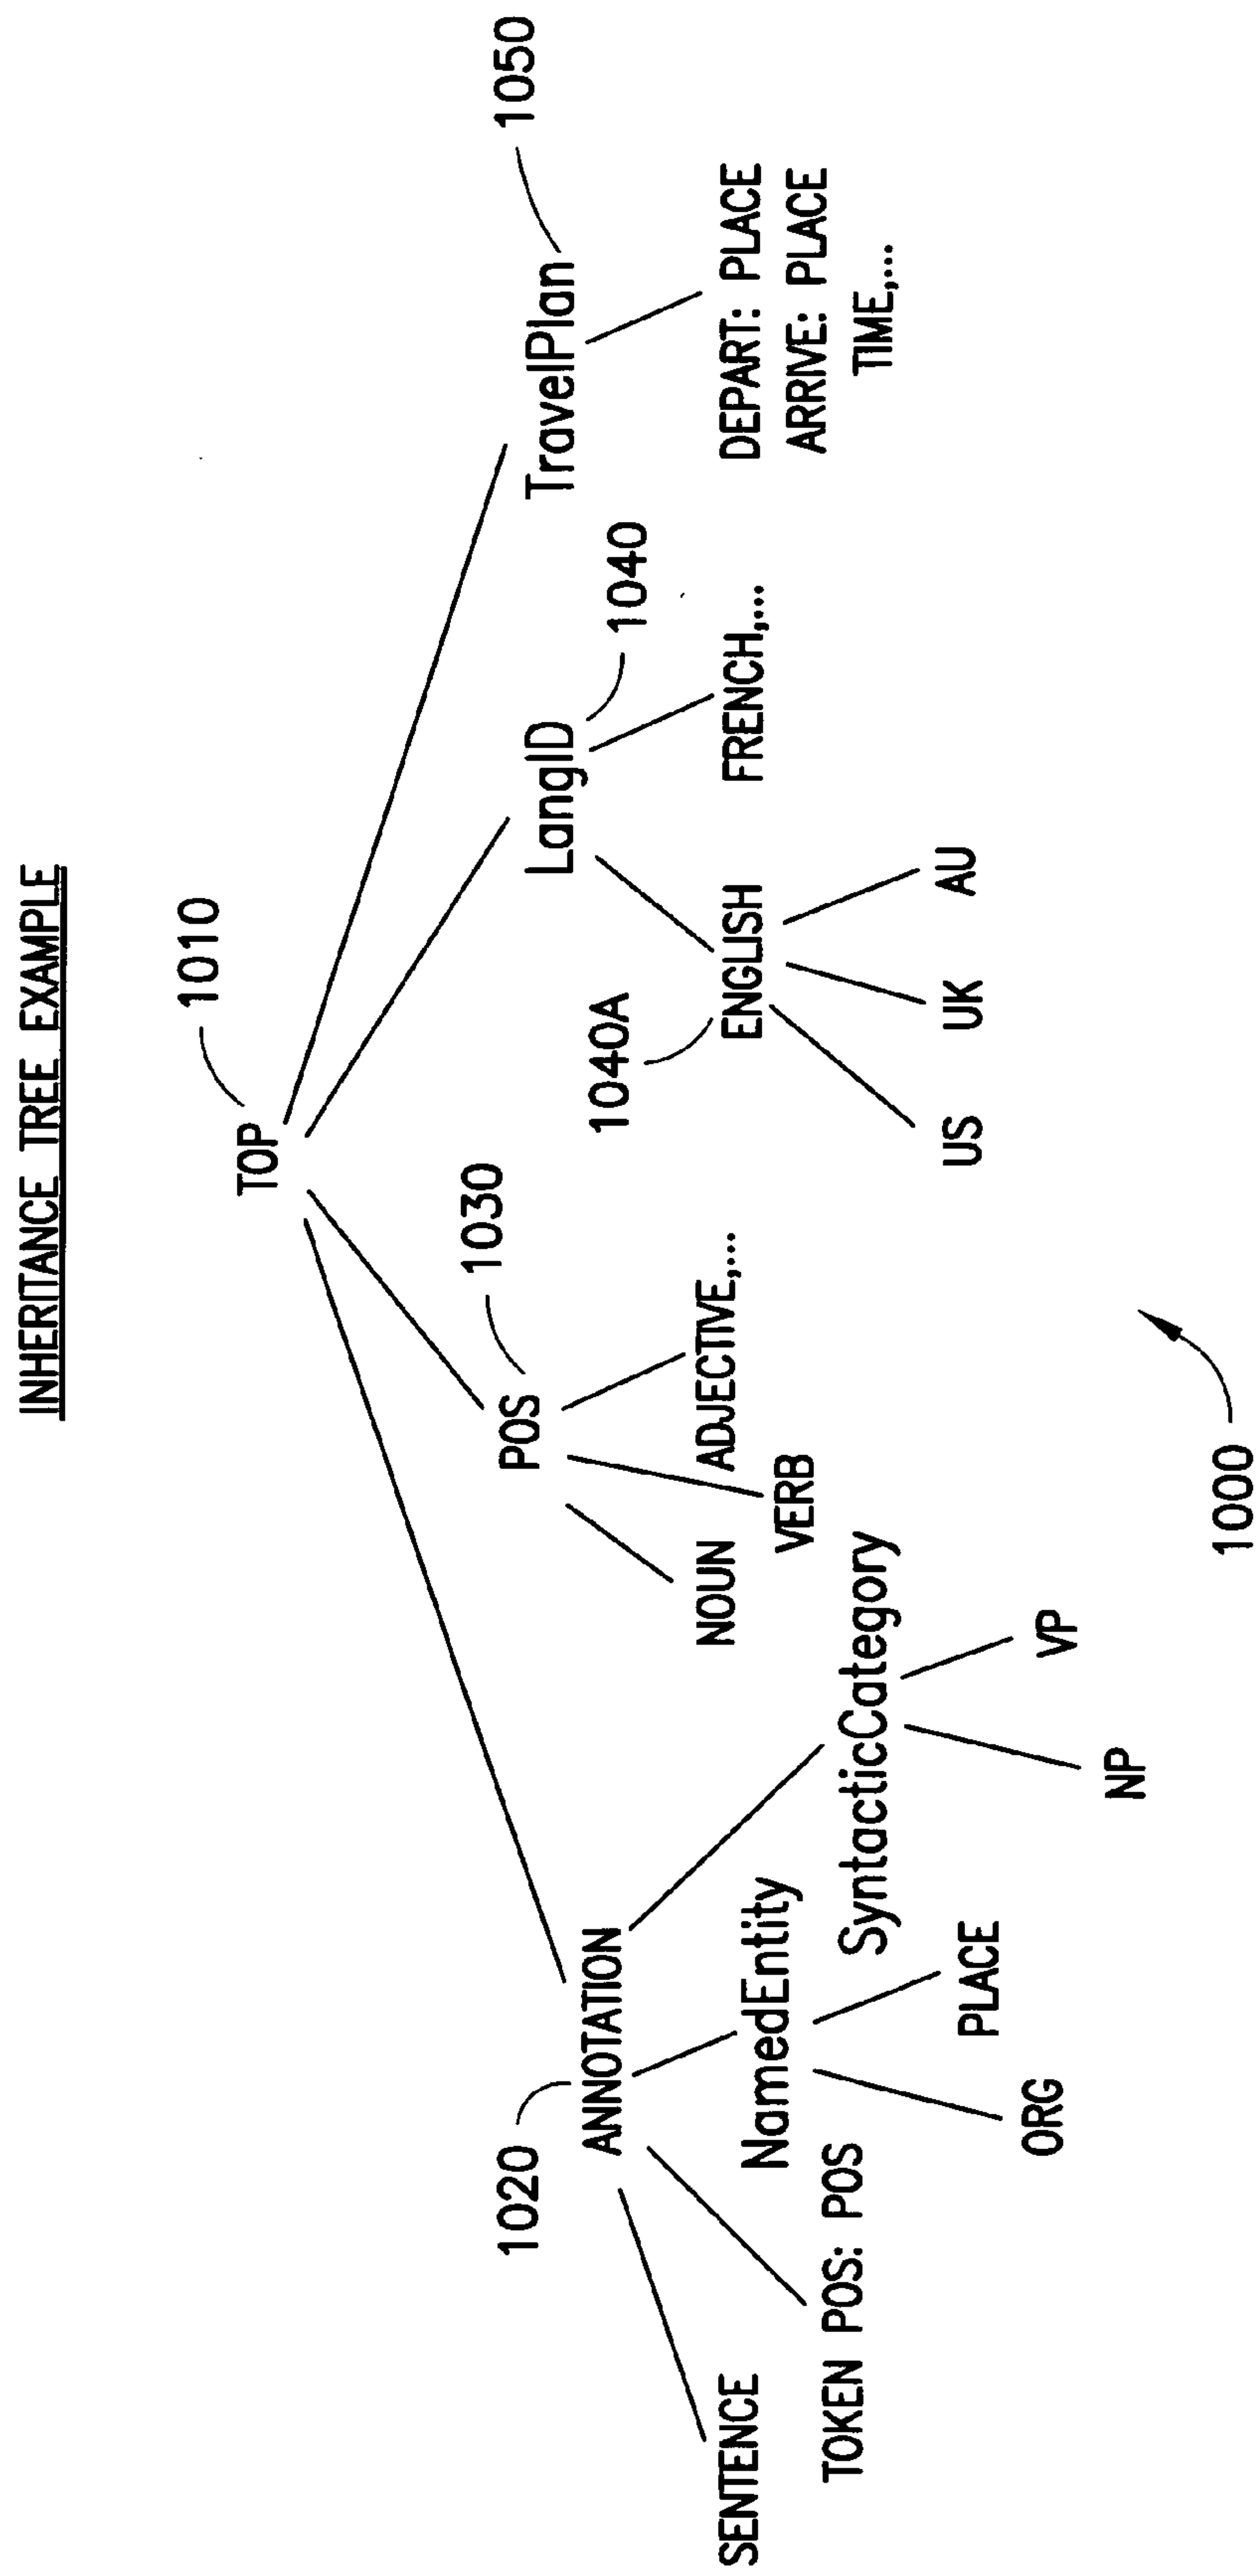 INHERITANCE TREE EXAMPLE
1010
TOP
1020
ANNOTATION
1030
POS
LangID
1040
TravelPlan
1050
SENTENCE
TOKEN POS: POS
NamedEntity
ORG
PLACE
SyntacticCategory
NP
VP
NOUN
VERB
ADJECTIVE,...
1040A
ENGLISH
US
UK
AU
FRENCH,...
DEPART: PLACE
ARRIVE: PLACE
TIME,...
1000